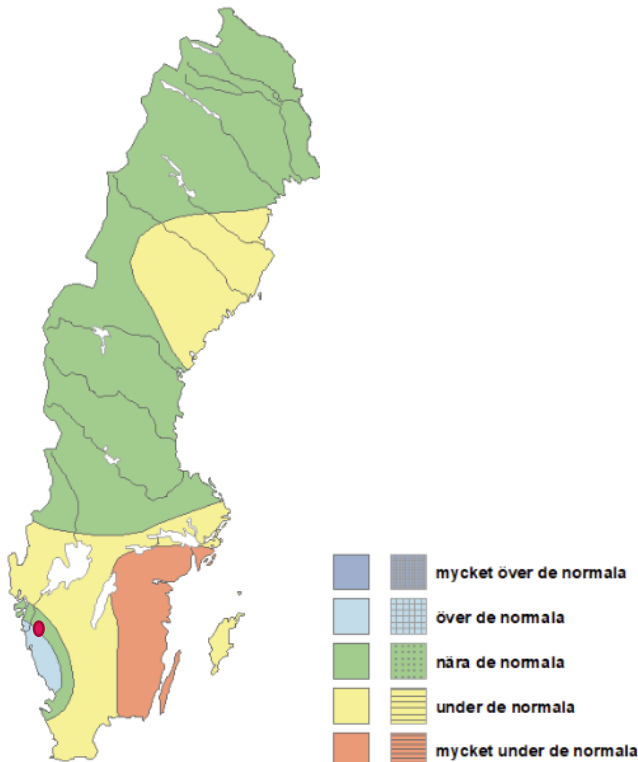 mycket över de normala
över de normala
nära de normala
under de normala
mycket under de normala